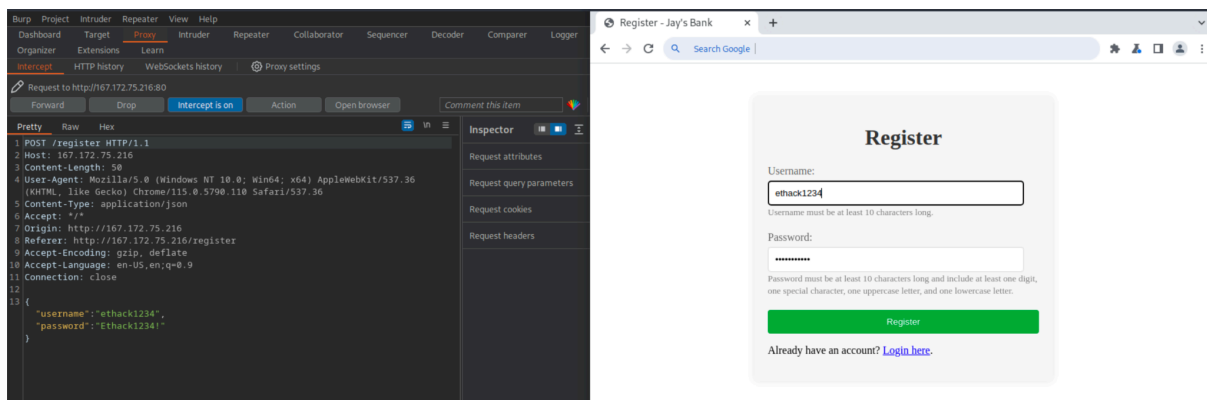 Burp Project Intruder Repeater View Help
Dashboard Target Proxy Intruder Repeater Collaborator Sequencer Decoder Comparer Logger
Organizer Extensions Learn
Intercept HTTP history WebSockets history Proxy settings
Request to http://167.172.75.216:80
Forward Drop Intercept is on Action Open browser Comment this item
Pretty Raw Hex \n
1 POST /register HTTP/1.1
2 Host: 167.172.75.216
3 Content-Length: 50
4 User-Agent: Mozilla/5.0 (Windows NT 10.0; Win64; x64) AppleWebKit/537.36
(KHTML, like Gecko) Chrome/115.0.5790.110 Safari/537.36
5 Content-Type: application/json
6 Accept: */*
7 Origin: http://167.172.75.216
8 Referer: http://167.172.75.216/register
9 Accept-Encoding: gzip, deflate
10 Accept-Language: en-US,en;q=0.9
11 Connection: close
12
13 {
"username":"ethack1234",
"password":"Ethack1234!"
}
Inspector
Request attributes
Request query parameters
Request cookies
Request headers
Register - Jay's Bank
Search Google
Register
Username:
ethack1234
Username must be at least 10 characters long.
Password:
•••••••••••
Password must be at least 10 characters long and include at least one digit,
one special character, one uppercase letter, and one lowercase letter.
Register
Already have an account? Login here.